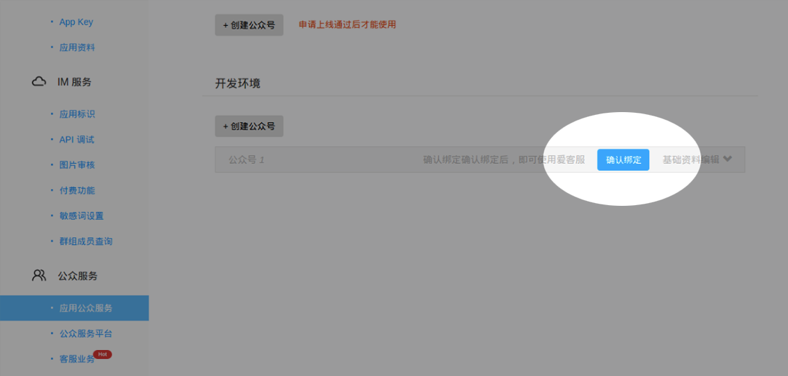 App Key
应用资料
IM 服务
应用标识
API 调试
图片审核
付费功能
敏感词设置
群组成员查询
公众服务
应用公众服务
公众服务平台
客服业务 Hot
+ 创建公众号 申请上线通过后才能使用
开发环境
+ 创建公众号
公众号 1 确认绑定确认绑定后，即可使用爱客服 确认绑定 基础资料编辑